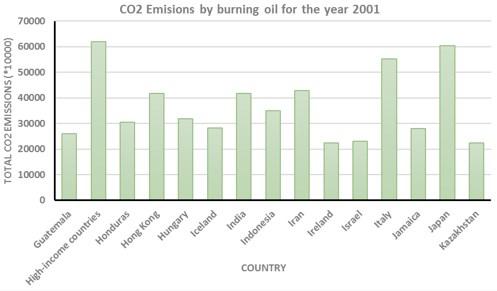 CO2 Emisions by burning oil for the year 2001
TOTAL CO2 EMISSIONS (*10000)
70000
60000
50000
40000
30000
20000
10000
0
Guatemala
High-income countries
Honduras
Hong Kong
Hungary
Iceland
India
Indonesia
Iran
Ireland
Israel
Italy
Jamaica
Japan
Kazakhstan
COUNTRY